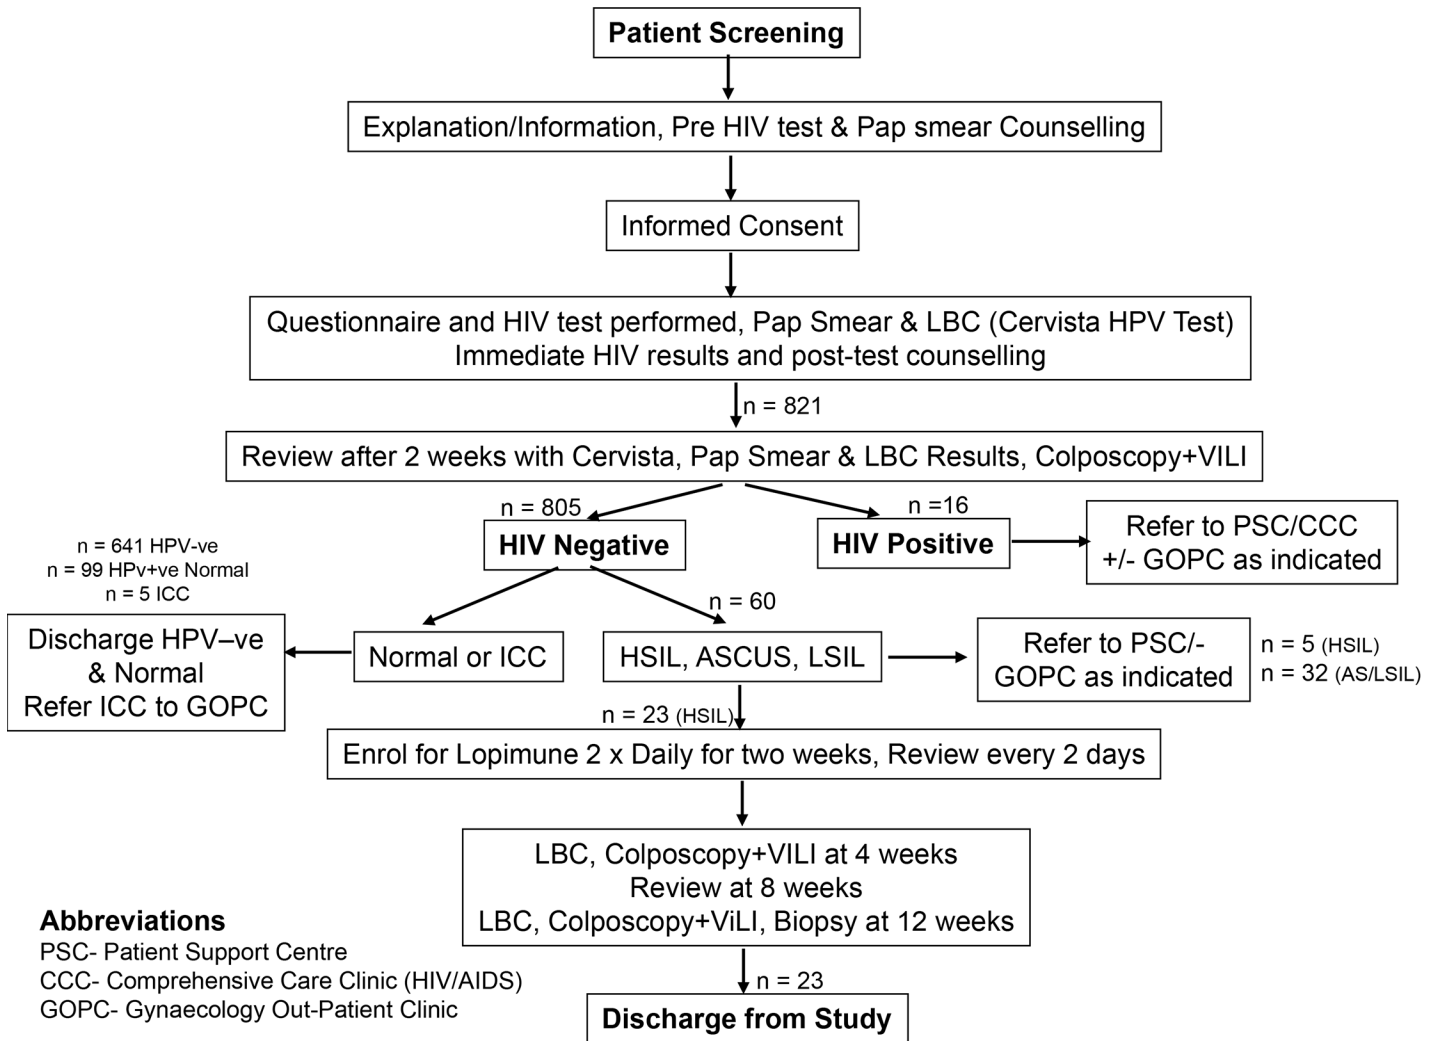 Patient Screening
Explanation/Information, Pre HIV test & Pap smear Counselling
Informed Consent
Questionnaire and HIV test performed, Pap Smear & LBC (Cervista HPV Test)
Immediate HIV results and post-test counselling
n = 821
Review after 2 weeks with Cervista, Pap Smear & LBC Results, Colposcopy+VILI
n = 805
n =16
HIV Negative
HIV Positive
Refer to PSC/CCC
+/- GOPC as indicated
n = 641 HPV-ve
n = 99 HPv+ve Normal
n = 5 ICC
n = 60
Discharge HPV–ve
& Normal
Refer ICC to GOPC
Normal or ICC
HSIL, ASCUS, LSIL
Refer to PSC/-
GOPC as indicated
n = 5 (HSIL)
n = 32 (AS/LSIL)
n = 23 (HSIL)
Enrol for Lopimune 2 x Daily for two weeks, Review every 2 days
LBC, Colposcopy+VILI at 4 weeks
Review at 8 weeks
LBC, Colposcopy+ViLI, Biopsy at 12 weeks
n = 23
Discharge from Study
Abbreviations
PSC- Patient Support Centre
CCC- Comprehensive Care Clinic (HIV/AIDS)
GOPC- Gynaecology Out-Patient Clinic